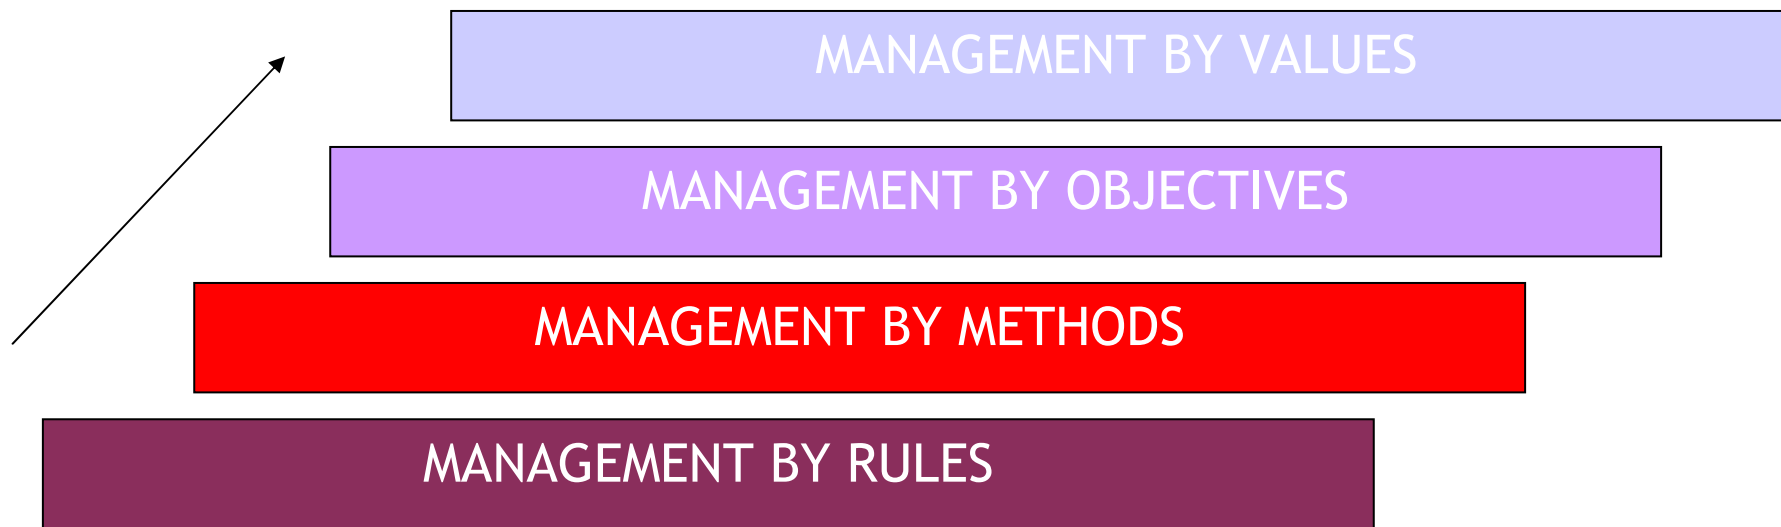 MANAGEMENT BY VALUES
MANAGEMENT BY OBJECTIVES
MANAGEMENT BY METHODS
MANAGEMENT BY RULES